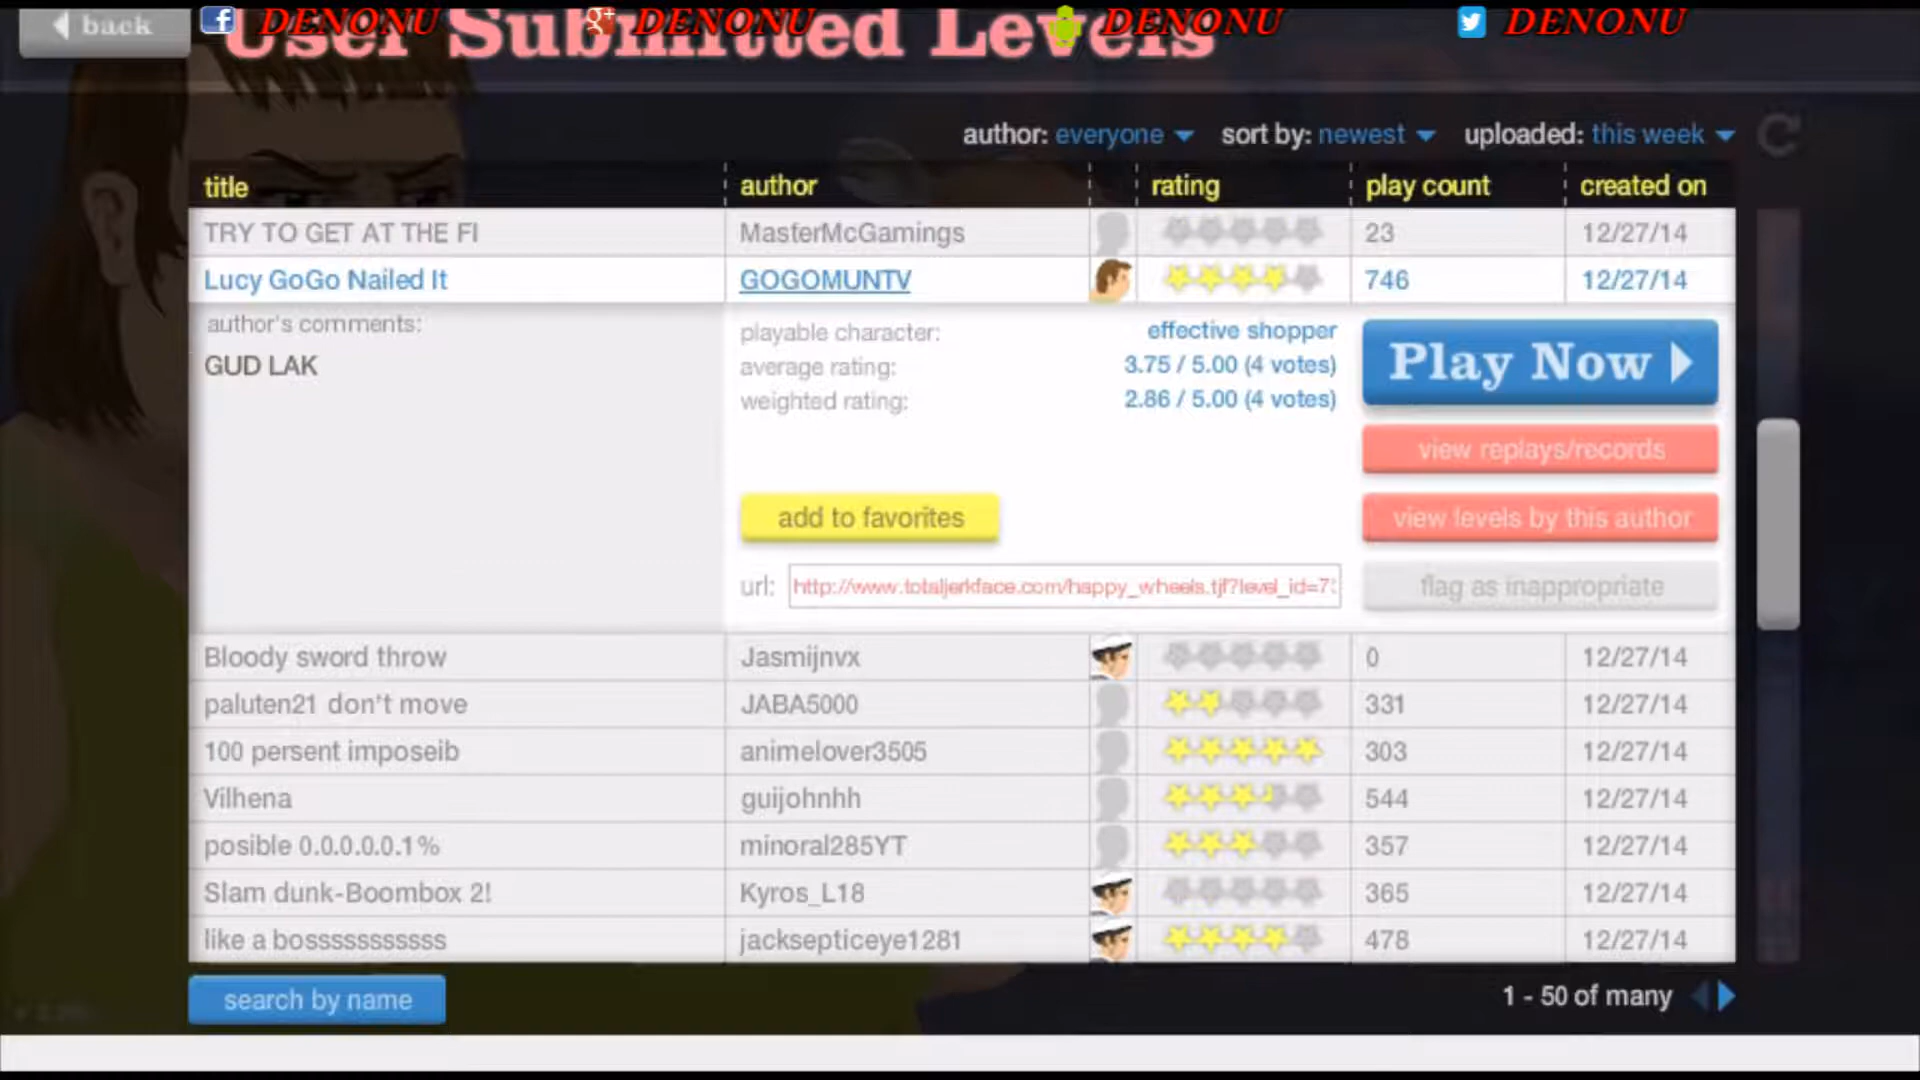 back
User Submitted Levels
DENONU DENONU DENONU DENONU
author: everyone sort by: newest uploaded: this week
title author rating play count created on
TRY TO GET AT THE FI MasterMcGamings 23 12/27/14
Lucy GoGo Nailed It GOGOMUNTV 746 12/27/14
author's comments:
GUD LAK
playable character: effective shopper
average rating: 3.75 / 5.00 (4 votes)
weighted rating: 2.86 / 5.00 (4 votes)
Play Now
view replays/records
add to favorites
view levels by this author
url: http://www.totaljerkface.com/happy_wheels.tjf?level_id=7
flag as inappropriate
Bloody sword throw Jasmijnvx 0 12/27/14
paluten21 don't move JABA5000 331 12/27/14
100 persent imposeib animelover3505 303 12/27/14
Vilhena guijohnhh 544 12/27/14
posible 0.0.0.0.0.1% minoral285YT 357 12/27/14
Slam dunk-Boombox 2! Kyros_L18 365 12/27/14
like a bosssssssssss jacksepticeye1281 478 12/27/14
search by name
1 - 50 of many